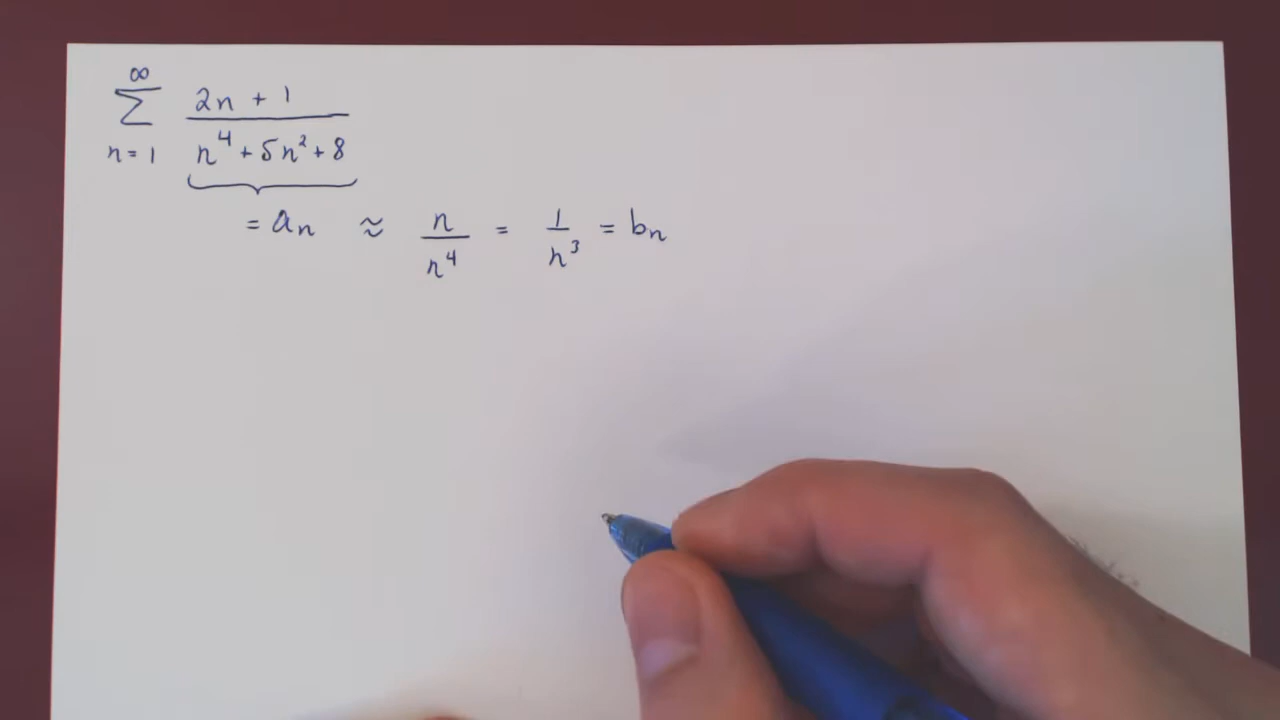 ∞
∑ (2n + 1)/(n⁴ + 5n² + 8)
n = 1
= aₙ ≈ n/n⁴ = 1/n³ = bₙ